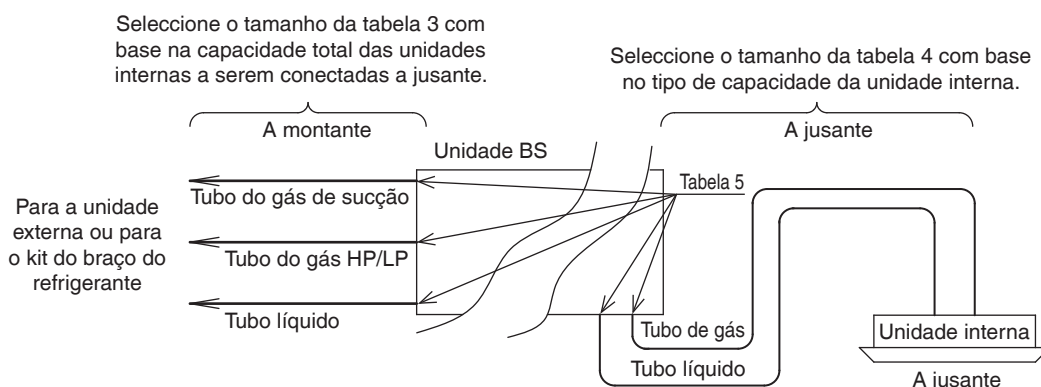 Seleccione o tamanho da tabela 3 com
base na capacidade total das unidades
internas a serem conectadas a jusante.
Seleccione o tamanho da tabela 4 com base
no tipo de capacidade da unidade interna.
A montante
A jusante
Unidade BS
Tabela 5
Tubo do gás de sucção
Para a unidade
externa ou para
o kit do braço do
refrigerante
Tubo do gás HP/LP
Tubo líquido
Tubo de gás
Tubo líquido
Unidade interna
A jusante